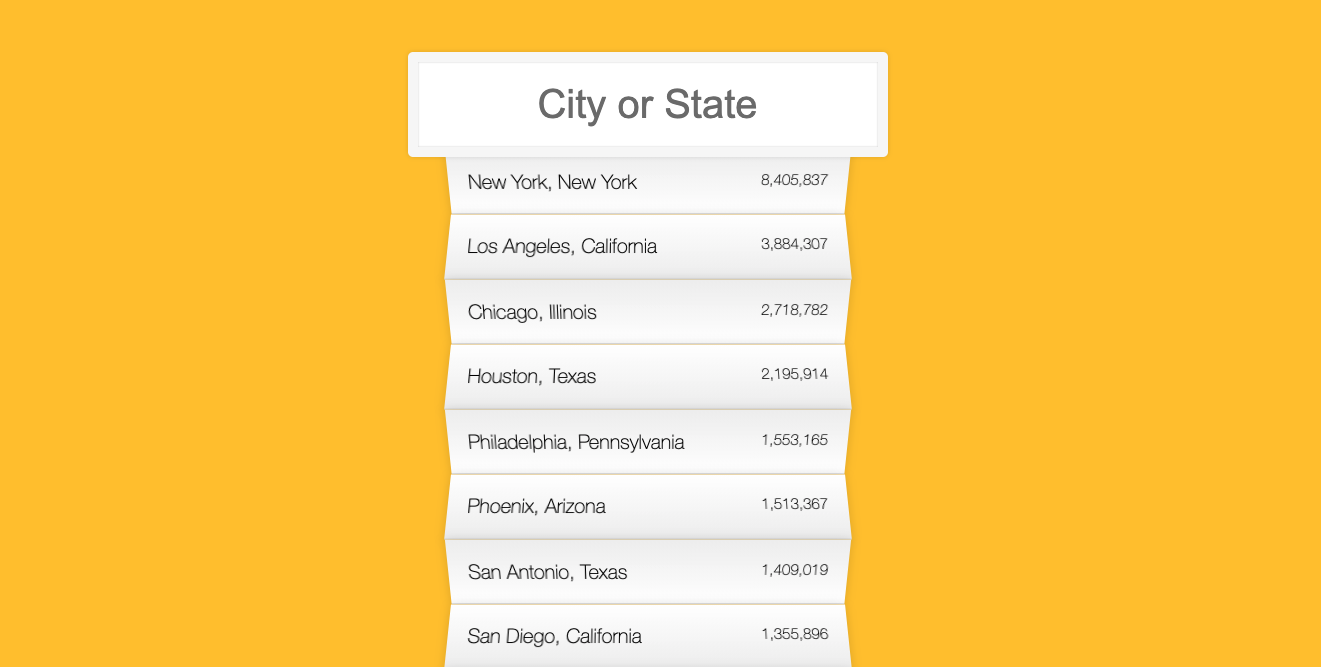 City or State
New York, New York 8,405,837
Los Angeles, California 3,884,307
Chicago, Illinois 2,718,782
Houston, Texas 2,195,914
Philadelphia, Pennsylvania 1,553,165
Phoenix, Arizona 1,513,367
San Antonio, Texas 1,409,019
San Diego, California 1,355,896